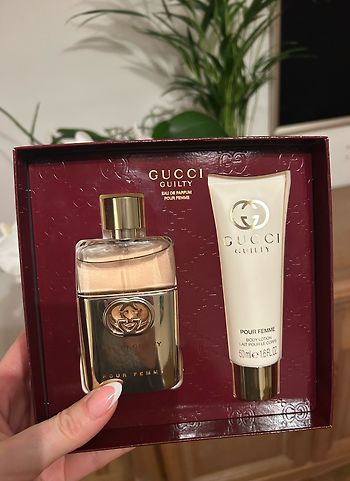 GUCCI
GUILTY
EAU DE PARFUM
POUR FEMME
GUCCI
GUILTY
POUR FEMME
BODY LOTION
LAIT POUR LE CORPS
50 ml e 1.6 FL.OZ
POUR FEMME